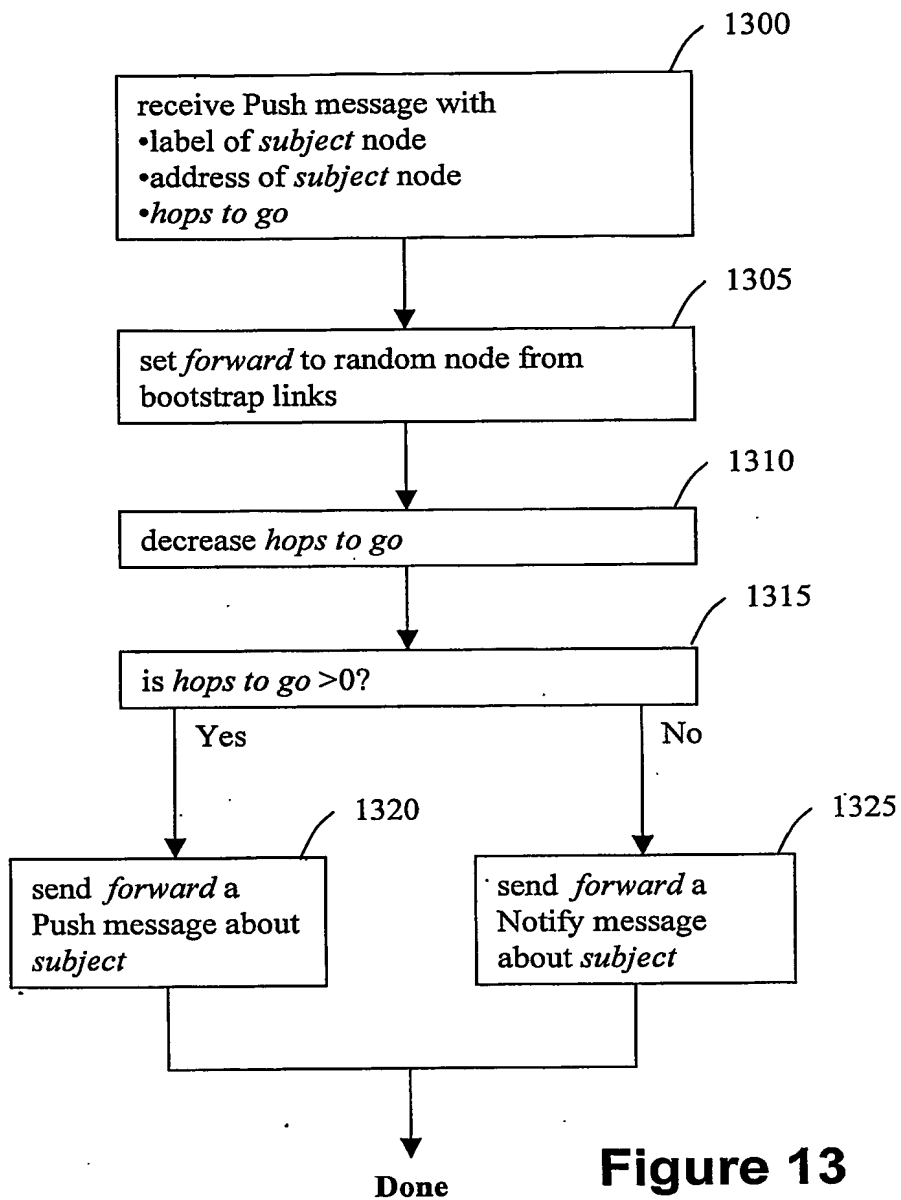 1300
receive Push message with
•label of subject node
•address of subject node
•hops to go
1305
set forward to random node from
bootstrap links
1310
decrease hops to go
1315
is hops to go >0?
Yes
No
1320
1325
send forward a
Push message about
subject
send forward a
Notify message
about subject
Done
Figure 13